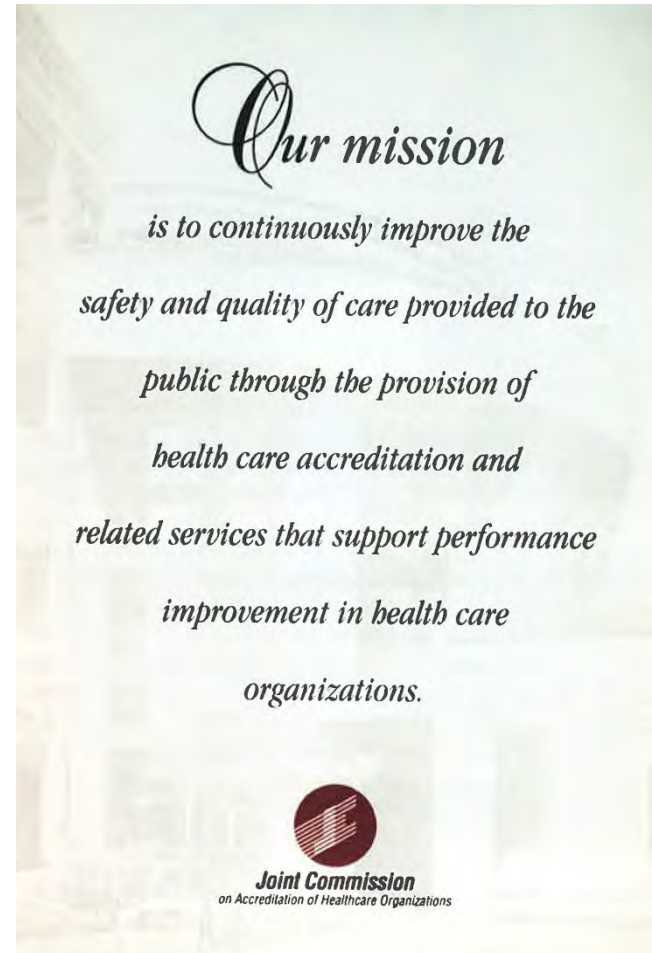 Our mission
is to continuously improve the
safety and quality of care provided to the
public through the provision of
health care accreditation and
related services that support performance
improvement in health care
organizations.
Joint Commission
on Accreditation of Healthcare Organizations